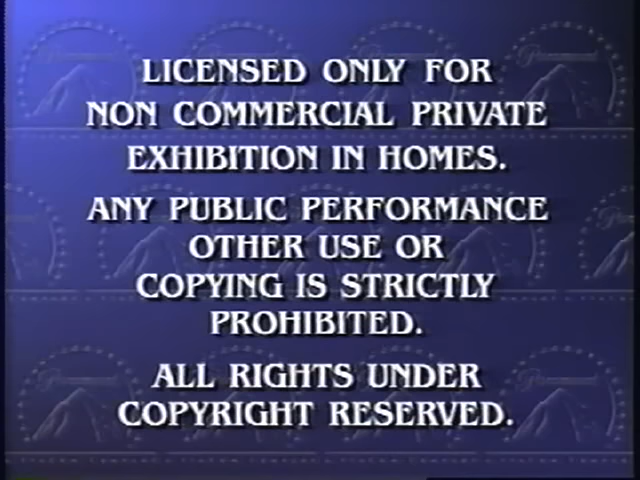 LICENSED ONLY FOR
NON COMMERCIAL PRIVATE
EXHIBITION IN HOMES.
ANY PUBLIC PERFORMANCE
OTHER USE OR
COPYING IS STRICTLY
PROHIBITED.
ALL RIGHTS UNDER
COPYRIGHT RESERVED.